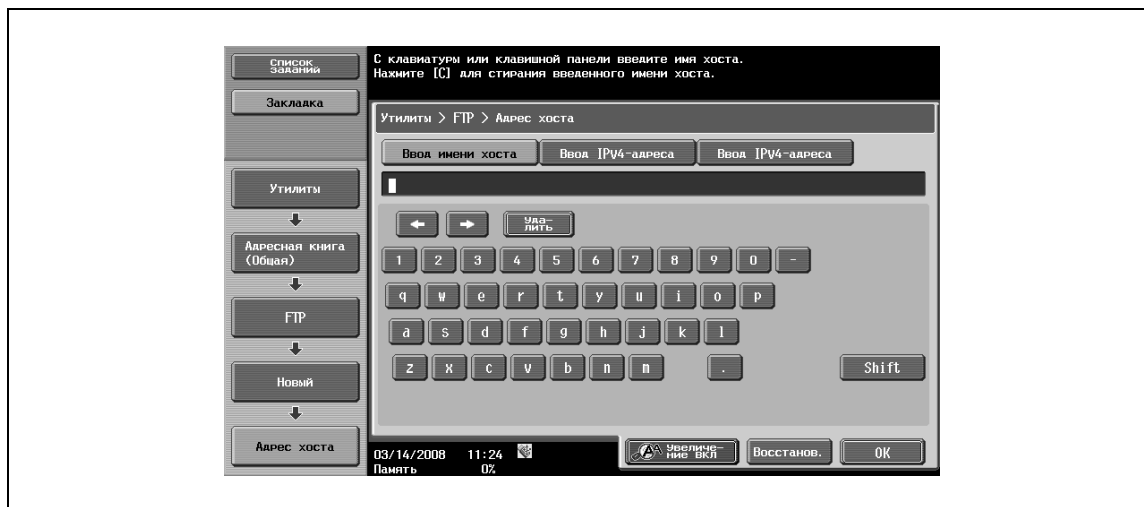 Список
заданий
Закладка
Утилиты
Адресная книга
(Общая)
FTP
Новый
Адрес хоста
С клавиатуры или клавишной панели введите имя хоста.
Нажмите [C] для стирания введенного имени хоста.
Утилиты > FTP > Адрес хоста
Ввод имени хоста Ввод IPv4-адреса Ввод IPv4-адреса
Уда-
лить
1 2 3 4 5 6 7 8 9 0 -
q w e r t y u i o p
a s d f g h j k l
z x c v b n m . Shift
03/14/2008 11:24
Память 0%
Увеличе-
ние ВКЛ
Восстанов.
OK